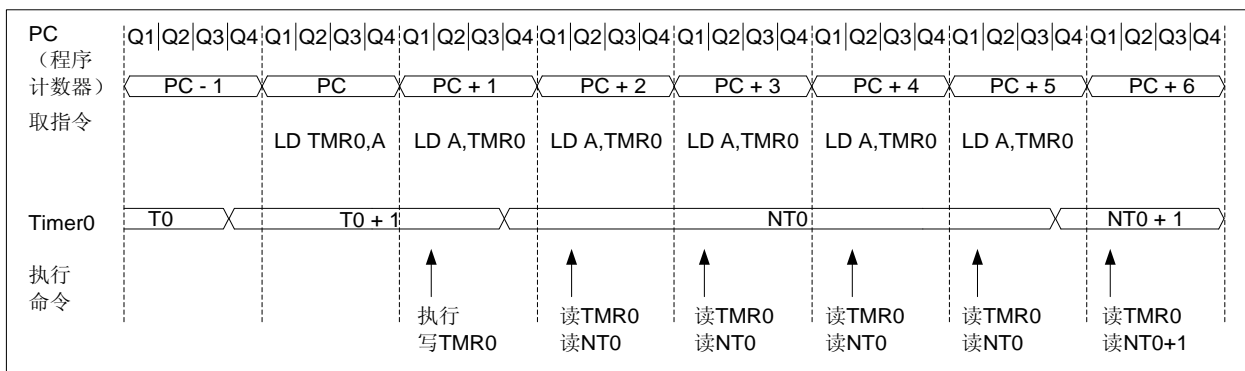 PC
（程序
计数器）
Q1 Q2 Q3 Q4 Q1 Q2 Q3 Q4 Q1 Q2 Q3 Q4 Q1 Q2 Q3 Q4 Q1 Q2 Q3 Q4 Q1 Q2 Q3 Q4 Q1 Q2 Q3 Q4 Q1 Q2 Q3 Q4
PC - 1 PC PC + 1 PC + 2 PC + 3 PC + 4 PC + 5 PC + 6
取指令
LD TMR0,A LD A,TMR0 LD A,TMR0 LD A,TMR0 LD A,TMR0 LD A,TMR0
Timer0 T0 T0 + 1 NT0 NT0 + 1
执行
命令
执行 读TMR0 读TMR0 读TMR0 读TMR0 读TMR0
写TMR0 读NT0 读NT0 读NT0 读NT0 读NT0+1